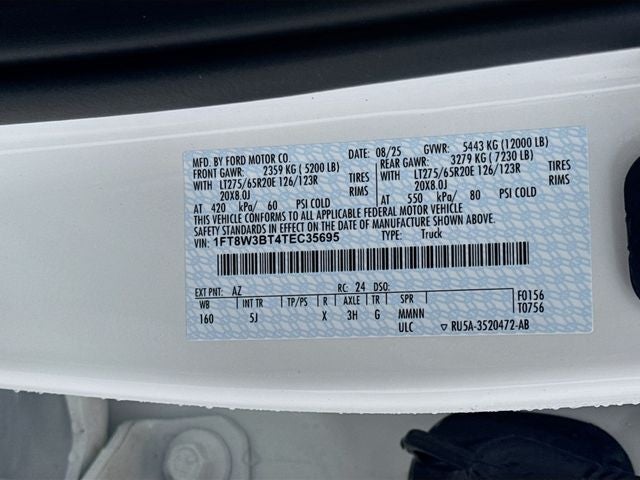 MFD. BY FORD MOTOR CO.
DATE: 08/25 GVWR: 5443 KG (12000 LB)
FRONT GAWR: 2359 KG ( 5200 LB) REAR GAWR: 3279 KG ( 7230 LB)
WITH LT275/65R20E 126/123R TIRES WITH LT275/65R20E 126/123R TIRES
20X8.0J 20X8.0J
AT 420 kPa/ 60 PSI COLD AT 550 kPa/ 80 PSI COLD
THIS VEHICLE CONFORMS TO ALL APPLICABLE FEDERAL MOTOR VEHICLE
SAFETY STANDARDS IN EFFECT ON THE DATE OF MANUFACTURE SHOWN ABOVE.
VIN: 1FT8W3BT4TEC35695 TYPE: Truck
EXT PNT: AZ RC: 24 DSO:
WB INT TR TP/PS R AXLE TR SPR F0156
160 5J X 3H G MMNN T0756
ULC ▽ RU5A-3520472-AB